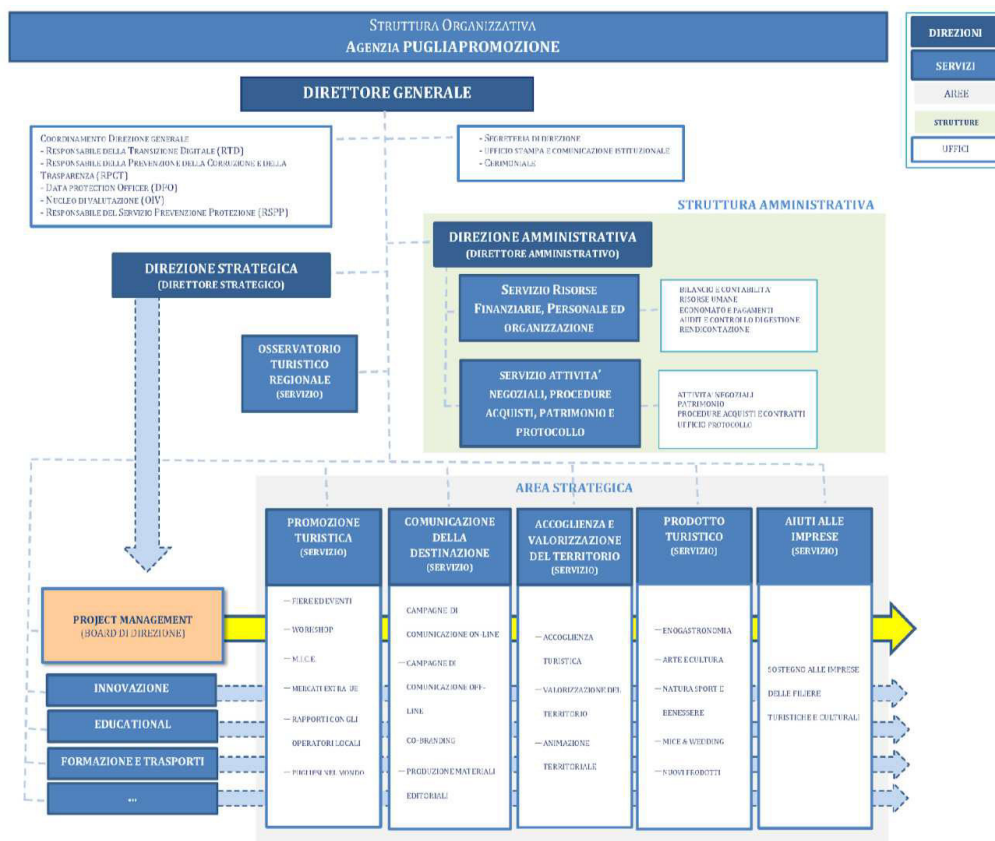 STRUTTURA ORGANIZZATIVA
AGENZIA PUGLIAPROMOZIONE
DIREZIONI
SERVIZI
AREE
STRUTTURE
UFFICI
DIRETTORE GENERALE
COORDINAMENTO DIREZIONE GENERALE
- RESPONSABILE DELLA TRANSIZIONE DIGITALE (RTD)
- RESPONSABILE DELLA PREVENZIONE DELLA CORRUZIONE E DELLA
TRASPARENZA (RPCT)
- DATA PROTECTION OFFICER (DPO)
- NUCLEO DI VALUTAZIONE (OIV)
- RESPONSABILE DEL SERVIZIO PREVENZIONE PROTEZIONE (RSPP)
- SEGRETERIA DI DIREZIONE
- UFFICIO STAMPA E COMUNICAZIONE ISTITUZIONALE
- CERIMONIALE
STRUTTURA AMMINISTRATIVA
DIREZIONE AMMINISTRATIVA
(DIRETTORE AMMINISTRATIVO)
DIREZIONE STRATEGICA
(DIRETTORE STRATEGICO)
SERVIZIO RISORSE
FINANZIARIE, PERSONALE ED
ORGANIZZAZIONE
BILANCIO E CONTABILITA'
RISORSE UMANE
ECONOMATO E PAGAMENTI
AUDIT E CONTROLLO DI GESTIONE
RENDICONTAZIONE
OSSERVATORIO
TURISTICO
REGIONALE
(SERVIZIO)
SERVIZIO ATTIVITA'
NEGOZIALI, PROCEDURE
ACQUISTI, PATRIMONIO E
PROTOCOLLO
ATTIVITA' NEGOZIALI
PATRIMONIO
PROCEDURE ACQUISTI E CONTRATTI
UFFICIO PROTOCOLLO
AREA STRATEGICA
PROMOZIONE
TURISTICA
(SERVIZIO)
COMUNICAZIONE
DELLA
DESTINAZIONE
(SERVIZIO)
ACCOGLIENZA E
VALORIZZAZIONE
DEL TERRITORIO
(SERVIZIO)
PRODOTTO
TURISTICO
(SERVIZIO)
AIUTI ALLE
IMPRESE
(SERVIZIO)
PROJECT MANAGEMENT
(BOARD DI DIREZIONE)
INNOVAZIONE
EDUCATIONAL
FORMAZIONE E TRASPORTI
...
— FIERE ED EVENTI
— WORKSHOP
— M.I.C.E.
— MERCATI EXTRA UE
— RAPPORTI CON GLI
OPERATORI LOCALI
— PUGLIESI NEL MONDO
CAMPAGNE DI
COMUNICAZIONE ON-LINE
— CAMPAGNE DI
COMUNICAZIONE OFF-
LINE
CO-BRANDING
— PRODUZIONE MATERIALI
EDITORIALI
— ACCOGLIENZA
TURISTICA
— VALORIZZAZIONE DEL
TERRITORIO
— ANIMAZIONE
TERRITORIALE
— ENOGASTRONOMIA
— ARTE E CULTURA
— NATURA SPORT E
BENESSERE
— MICE & WEDDING
— NUOVI PRODOTTI
SOSTEGNO ALLE IMPRESE
DELLE FILIERE
TURISTICHE E CULTURALI